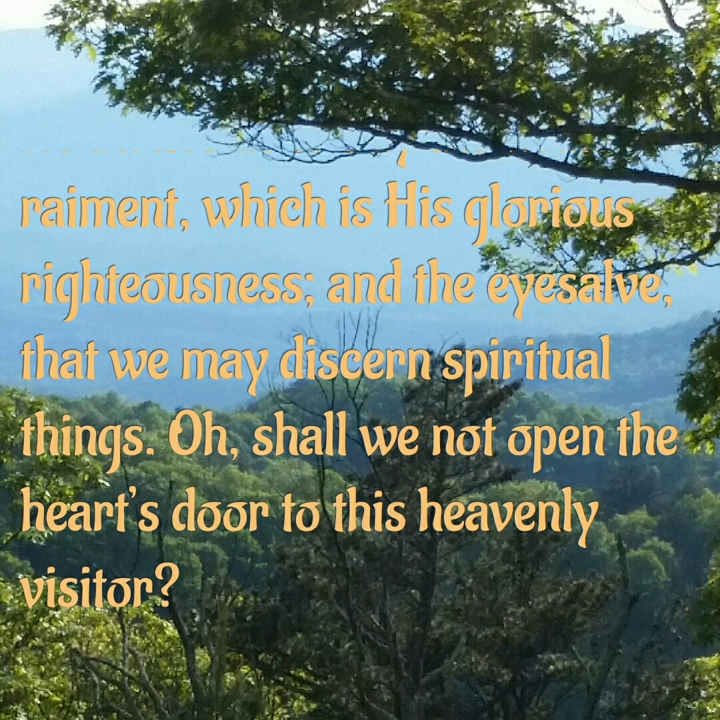 raiment, which is His glorious
righteousness; and the eyesalve,
that we may discern spiritual
things. Oh, shall we not open the
heart's door to this heavenly
visitor?